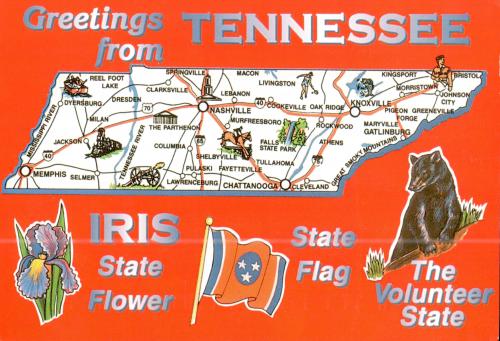 Greetings
from
TENNESSEE
REEL FOOT
LAKE
DYERSBURG
DRESDEN
MILAN
JACKSON
MISSISSIPPI RIVER
MEMPHIS
SELMER
TENNESSEE RIVER
SPRINGVILLE
CLARKSVILLE
70
THE PARTHENON
COLUMBIA
PULASKI
LAWRENCEBURG
65
NASHVILLE
MACON
LEBANON
LIVINGSTON
40
COOKEVILLE
OAK RIDGE
MURFREESBORO
SHELBYVILLE
FAYETTEVILLE
FALLS
STATE PARK
TULLAHOMA
CHATTANOOGA
CLEVELAND
ROCKWOOD
ATHENS
75
KNOXVILLE
MARYVILLE
GATLINBURG
GREAT SMOKY MOUNTAINS
KINGSPORT
BRISTOL
MORRISTOWN
JOHNSON
CITY
PIGEON
FORGE
GREENEVILLE
40
IRIS
State
Flower
State
Flag
The
Volunteer
State